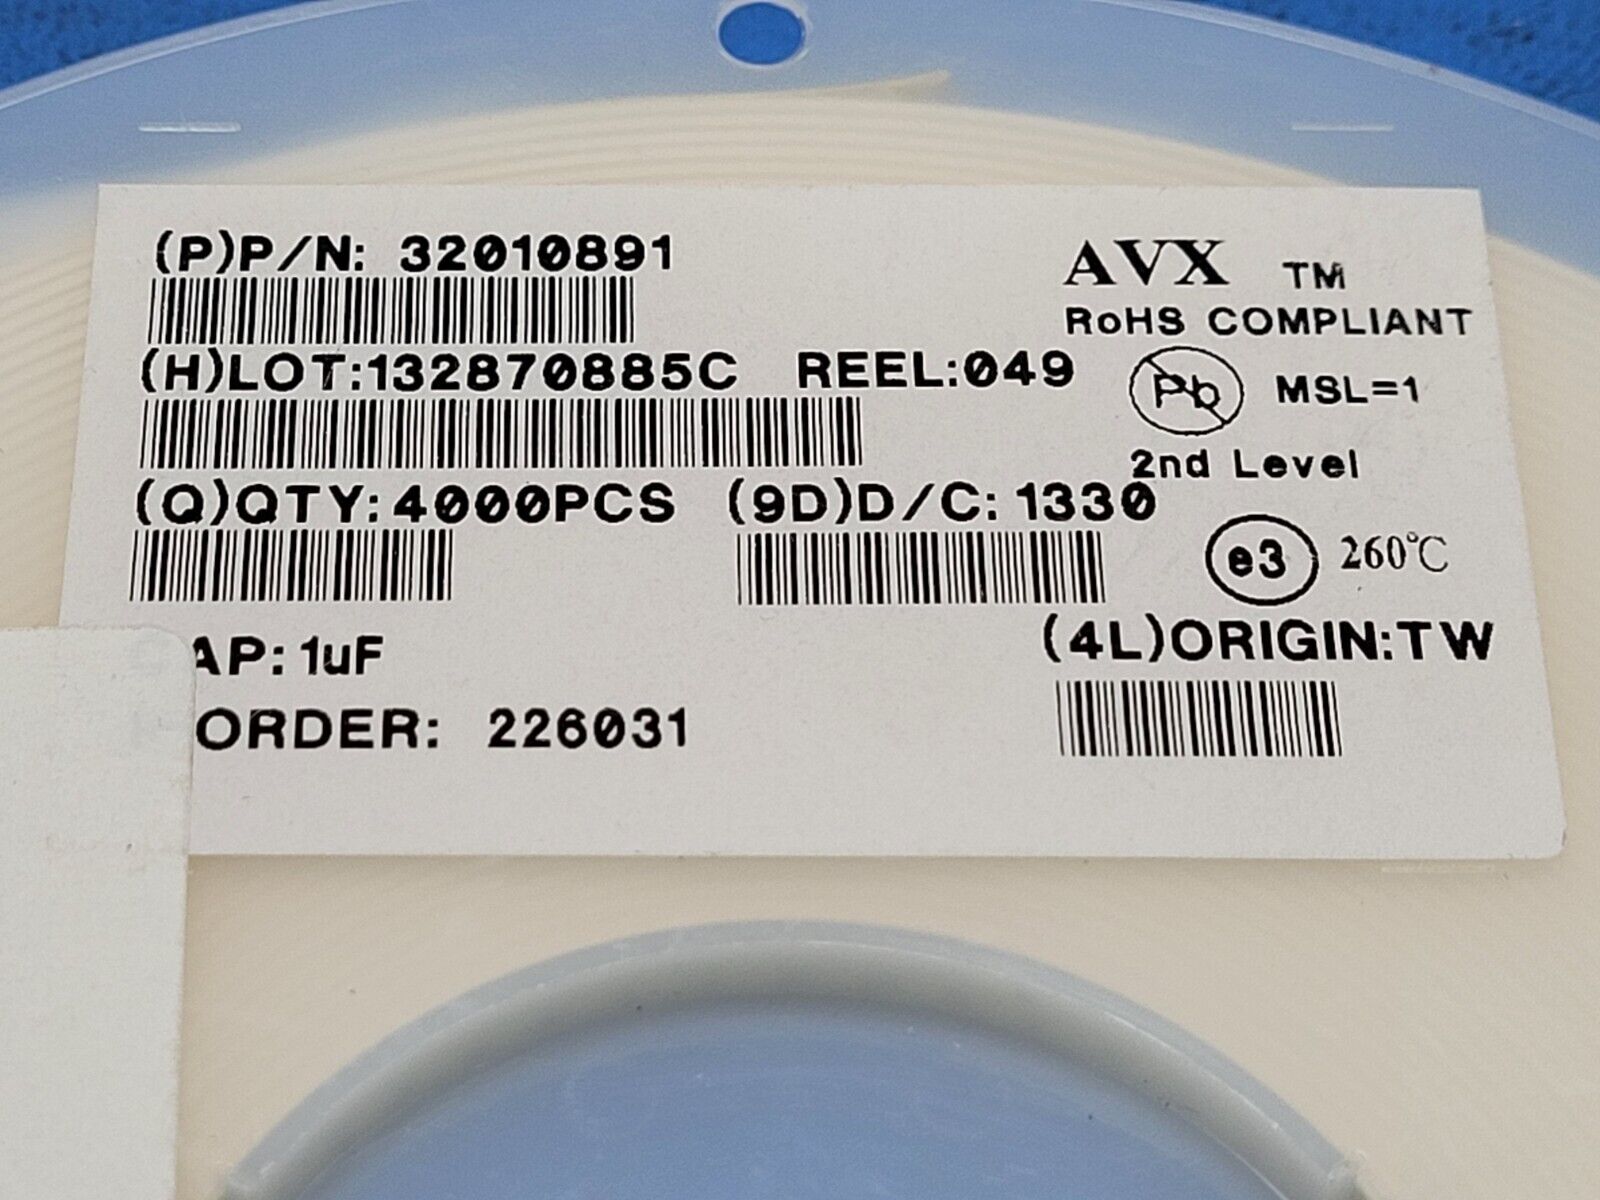 (P)P/N: 32010891
AVX TM
RoHS COMPLIANT
(H)LOT:132870885C REEL:049
Pb MSL=1
2nd Level
(Q)QTY:4000PCS (9D)D/C:1330
e3 260°C
(4L)ORIGIN:TW
AP:1uF
ORDER: 226031